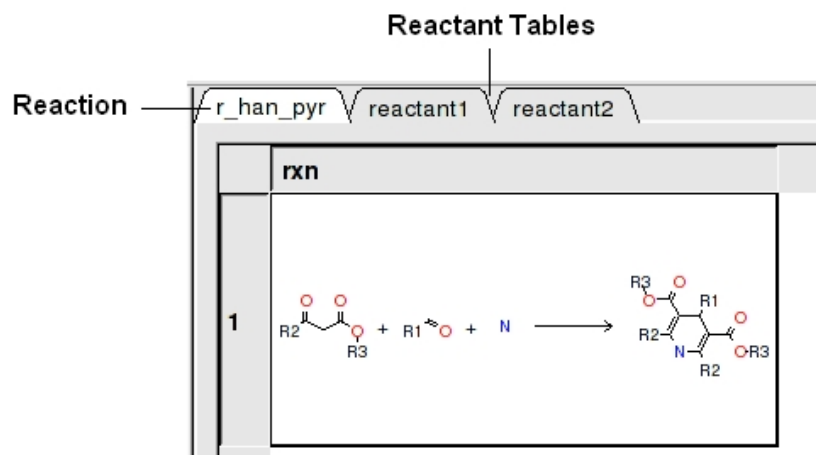 Reactant Tables
Reaction
r_han_pyr reactant1 reactant2
rxn
1
O O
R2 O R3 + R1 O + N
R3 O O R1 O R2 N O R3 R2